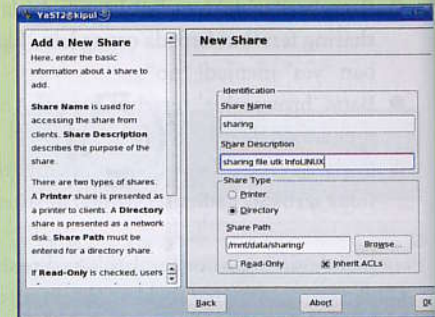 YaST2@kipul
Add a New Share
Here, enter the basic
information about a share to
add.
Share Name is used for
accessing the share from
clients. Share Description
describes the purpose of the
share.
There are two types of shares.
A Printer share is presented as
a printer to clients. A Directory
share is presented as a network
disk. Share Path must be
entered for a directory share.
If Read-Only is checked, users
New Share
Identification
Share Name
sharing
Share Description
sharing file utk InfoLINUX
Share Type
Printer
Directory
Share Path
/mnt/data/sharing/
Browse...
Read-Only
Inherit ACLs
Back
Abort